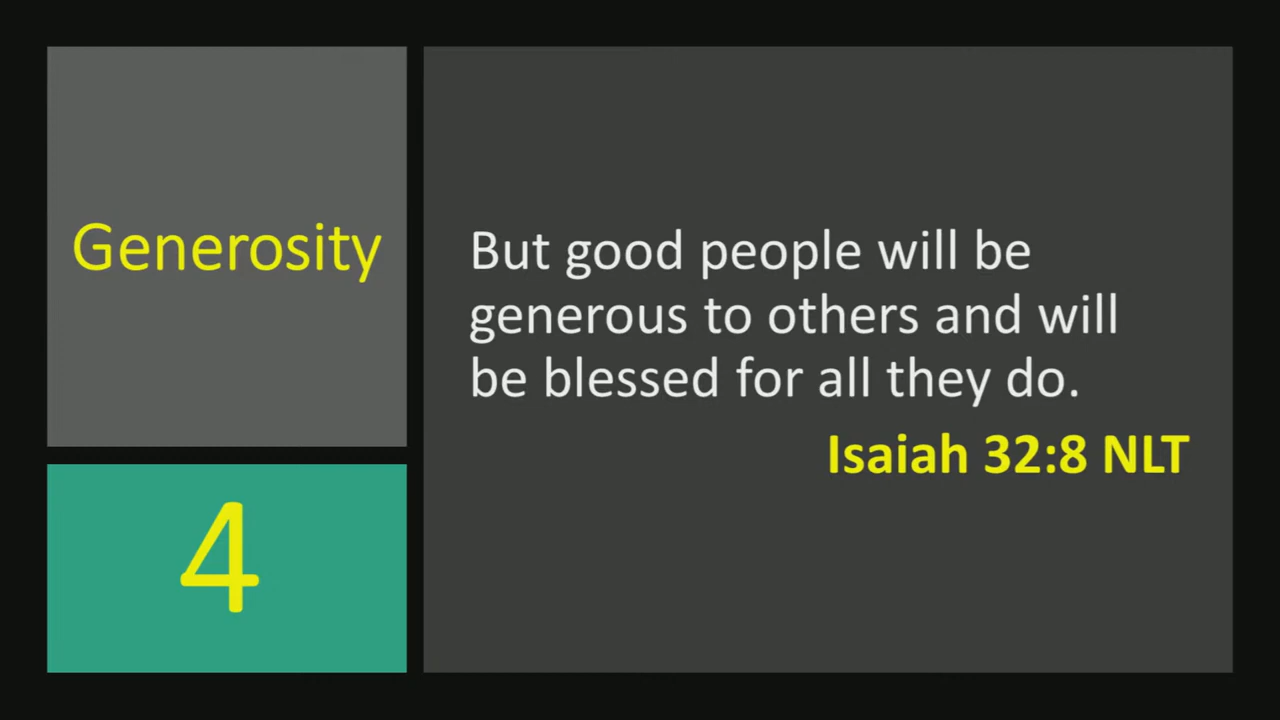 Generosity
4
But good people will be
generous to others and will
be blessed for all they do.
Isaiah 32:8 NLT